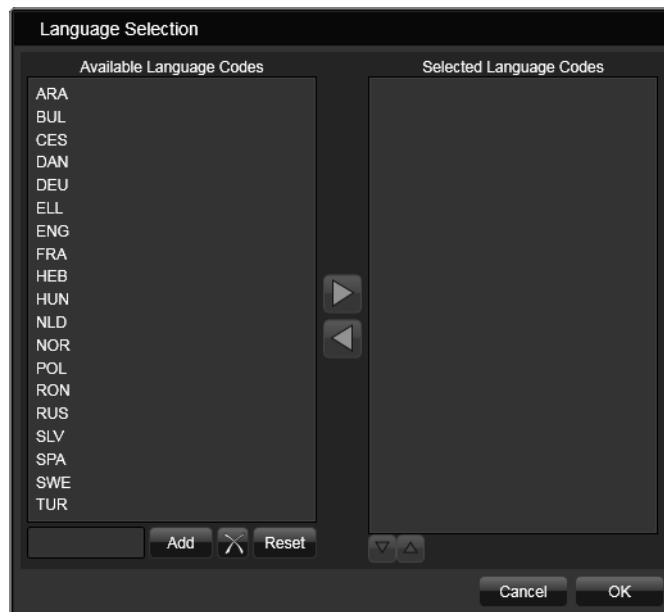 Language Selection
Available Language Codes
ARA
BUL
CES
DAN
DEU
ELL
ENG
FRA
HEB
HUN
NLD
NOR
POL
RON
RUS
SLV
SPA
SWE
TUR
Add Reset
Selected Language Codes
Cancel OK